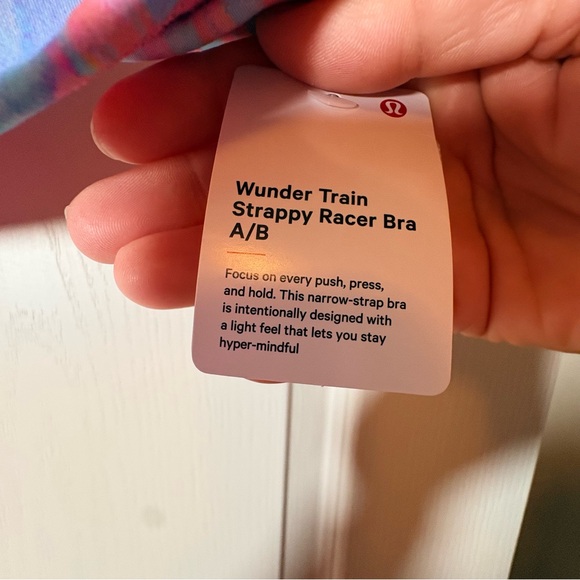 Wunder Train
Strappy Racer Bra
A/B
Focus on every push, press,
and hold. This narrow-strap bra
is intentionally designed with
a light feel that lets you stay
hyper-mindful